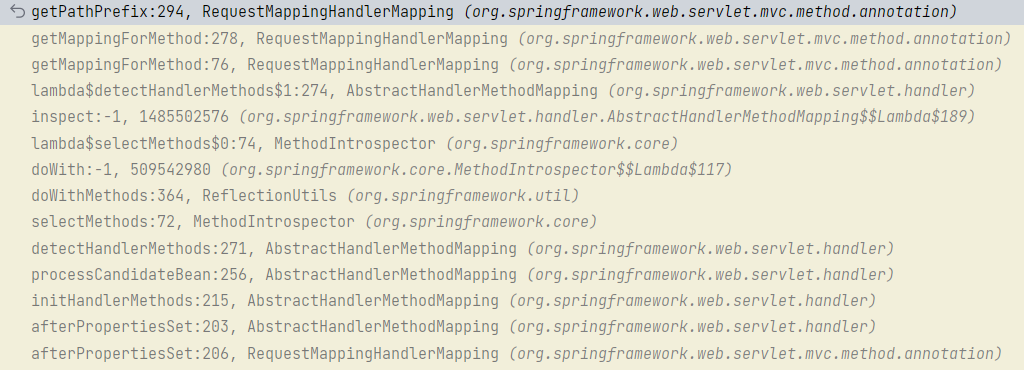 getPathPrefix:294, RequestMappingHandlerMapping (org.springframework.web.servlet.mvc.method.annotation)
getMappingForMethod:278, RequestMappingHandlerMapping (org.springframework.web.servlet.mvc.method.annotation)
getMappingForMethod:76, RequestMappingHandlerMapping (org.springframework.web.servlet.mvc.method.annotation)
lambda$detectHandlerMethods$1:274, AbstractHandlerMethodMapping (org.springframework.web.servlet.handler)
inspect:-1, 1485502576 (org.springframework.web.servlet.handler.AbstractHandlerMethodMapping$$Lambda$189)
lambda$selectMethods$0:74, MethodIntrospector (org.springframework.core)
doWith:-1, 509542980 (org.springframework.core.MethodIntrospector$$Lambda$117)
doWithMethods:364, ReflectionUtils (org.springframework.util)
selectMethods:72, MethodIntrospector (org.springframework.core)
detectHandlerMethods:271, AbstractHandlerMethodMapping (org.springframework.web.servlet.handler)
processCandidateBean:256, AbstractHandlerMethodMapping (org.springframework.web.servlet.handler)
initHandlerMethods:215, AbstractHandlerMethodMapping (org.springframework.web.servlet.handler)
afterPropertiesSet:203, AbstractHandlerMethodMapping (org.springframework.web.servlet.handler)
afterPropertiesSet:206, RequestMappingHandlerMapping (org.springframework.web.servlet.mvc.method.annotation)